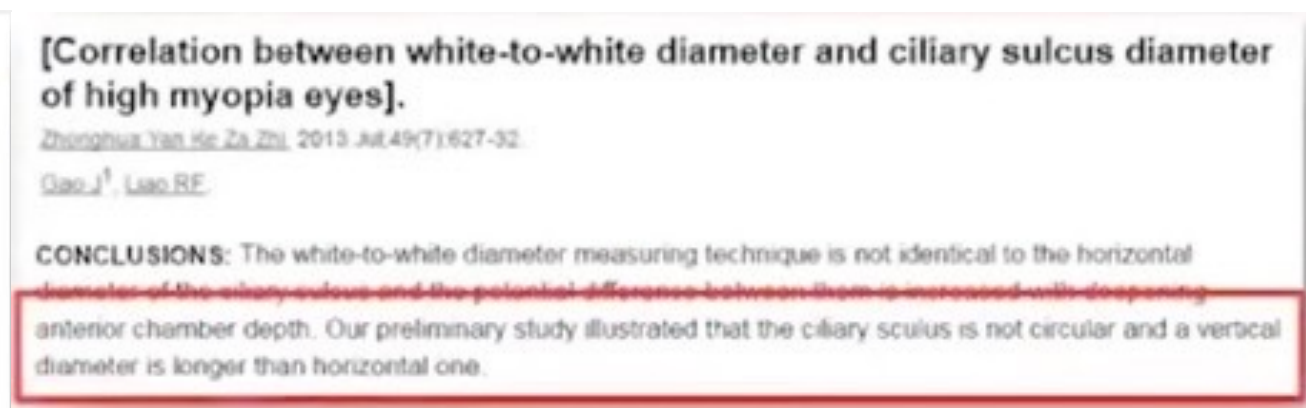 [Correlation between white-to-white diameter and ciliary sulcus diameter
of high myopia eyes].
Zhonghua Yan Ke Za Zhi. 2013 Jul;49(7):627-32.
Gao J1, Liao RF.
CONCLUSIONS: The white-to-white diameter measuring technique is not identical to the horizontal
diameter of the ciliary sulcus and the potential difference between them is increased with deepening
anterior chamber depth. Our preliminary study illustrated that the ciliary sculus is not circular and a vertical
diameter is longer than horizontal one.